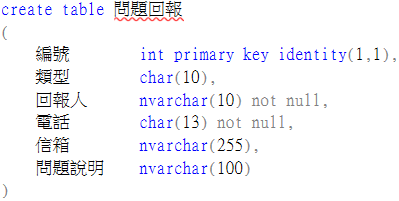 create table 問題回報
(
編號 int primary key identity(1,1),
類型 char(10),
回報人 nvarchar(10) not null,
電話 char(13) not null,
信箱 nvarchar(255),
問題說明 nvarchar(100)
)